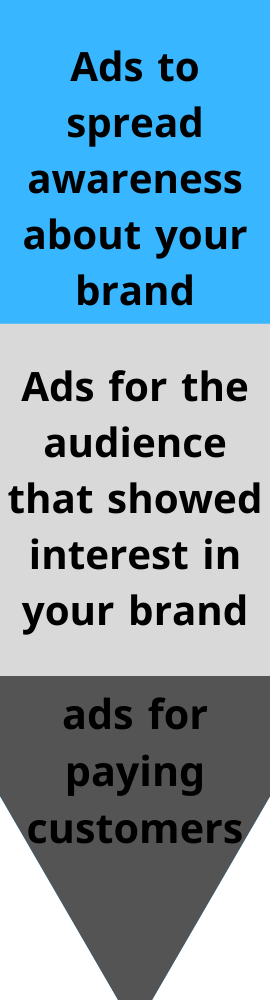 Ads to
spread
awareness
about your
brand
Ads for the
audience
that showed
interest in
your brand
ads for
paying
customers